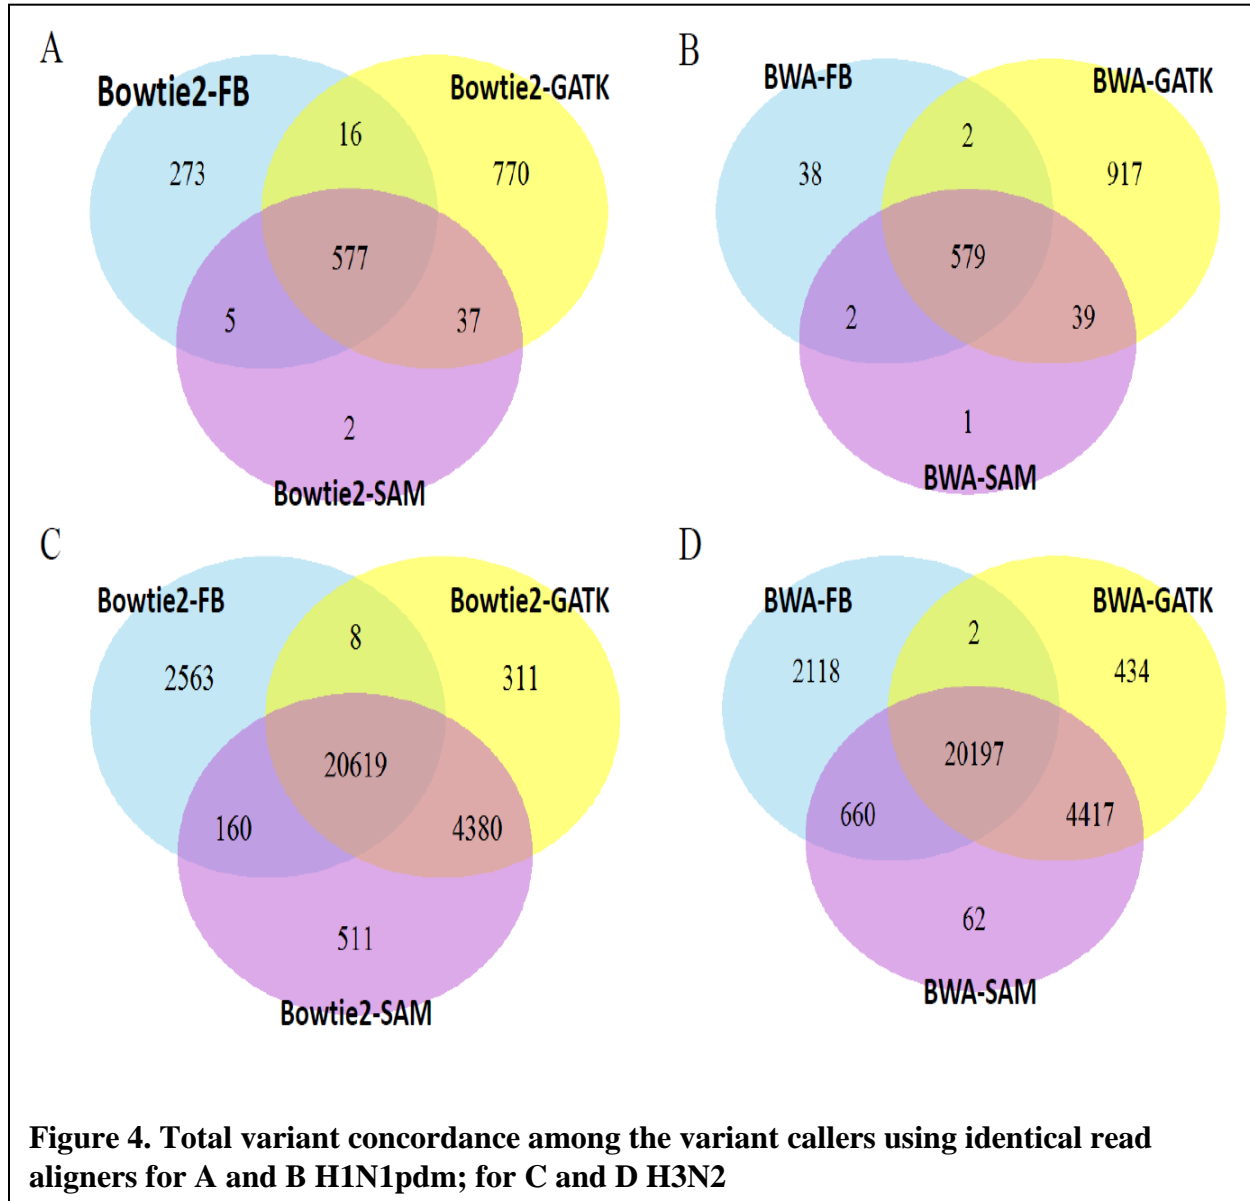 A
Bowtie2-FB
Bowtie2-GATK
16
273
770
577
5
37
2
Bowtie2-SAM
B
BWA-FB
BWA-GATK
2
38
917
579
2
39
1
BWA-SAM
C
Bowtie2-FB
Bowtie2-GATK
8
2563
311
20619
160
4380
511
Bowtie2-SAM
D
BWA-FB
BWA-GATK
2
2118
434
20197
660
4417
62
BWA-SAM
Figure 4. Total variant concordance among the variant callers using identical read
aligners for A and B H1N1pdm; for C and D H3N2